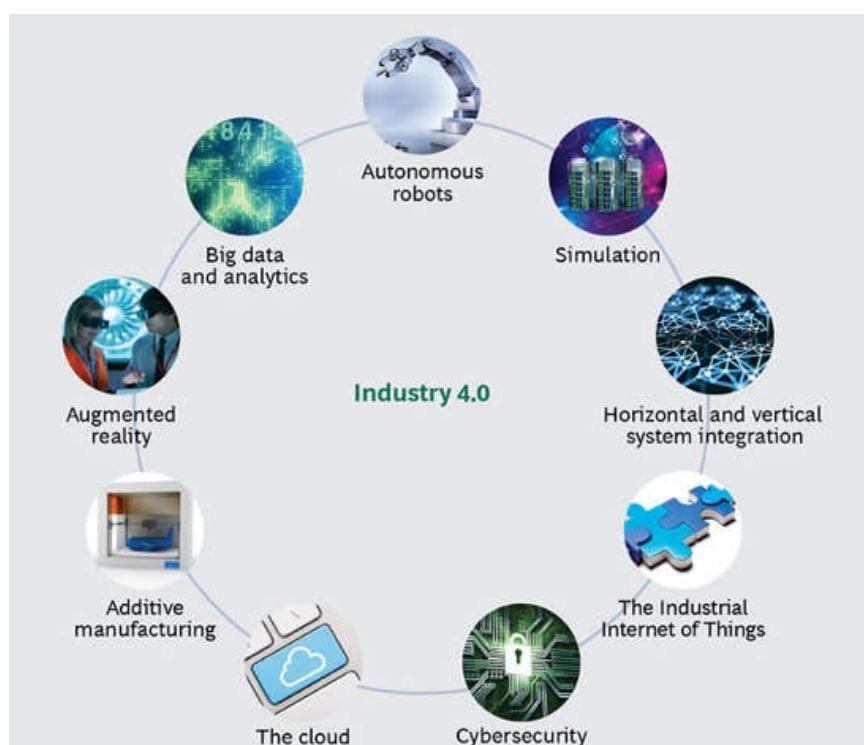 Autonomous
robots
Simulation
Horizontal and vertical
system integration
The Industrial
Internet of Things
Cybersecurity
The cloud
Additive
manufacturing
Augmented
reality
Big data
and analytics
Industry 4.0